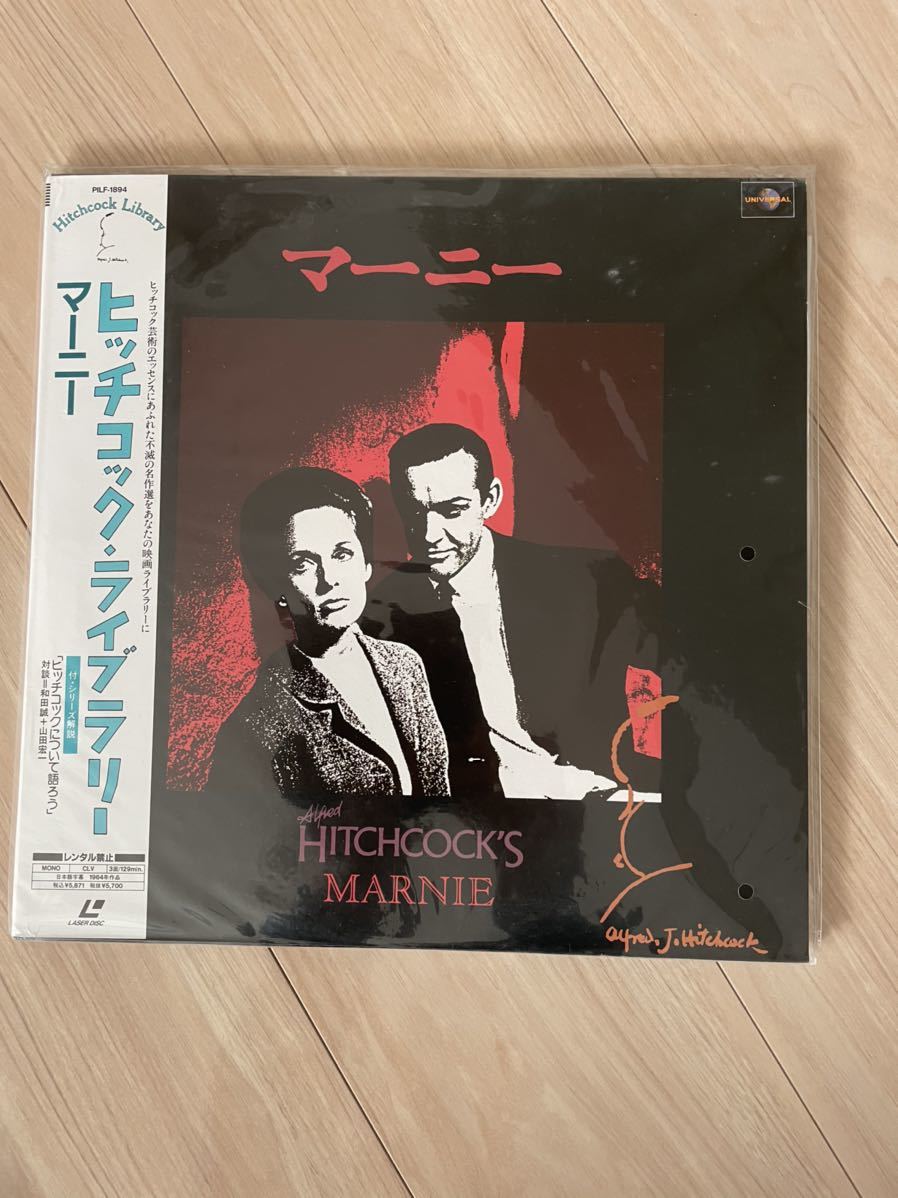 PILF-1894
Hitchcock Library
Alfred J. Hitchcock
ヒッチコック・ライブラリー
マーニー
ヒッチコック芸術のエッセンスにあふれた不滅の名作選をあなたの映画ライブラリーに
付・シリーズ解説
「ヒッチコックについて語ろう」
対談=和田誠+山田宏一
レンタル禁止
MONO CLV 3面/129min.
日本語字幕 1964年作品
税込¥5,871 税抜¥5,700
LASER DISC
UNIVERSAL
マーニー
Alfred
HITCHCOCK'S
MARNIE
Alfred J. Hitchcock